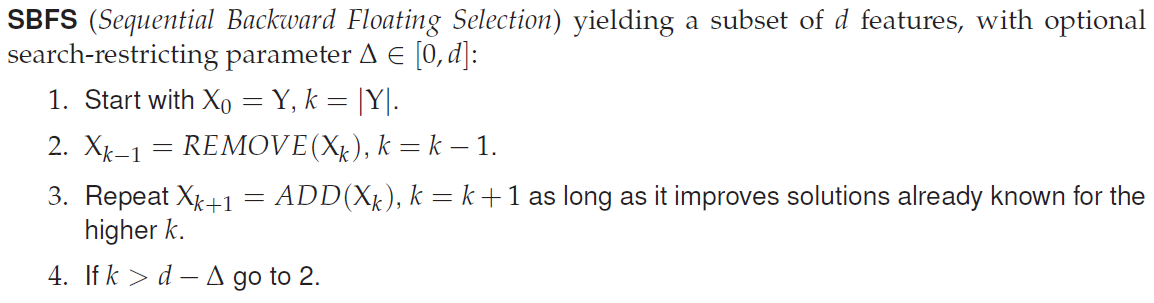 SBFS (Sequential Backward Floating Selection) yielding a subset of d features, with optional
search-restricting parameter Δ ∈ [0, d]:
1. Start with X₀ = Y, k = |Y|.
2. Xₖ₋₁ = REMOVE(Xₖ), k = k − 1.
3. Repeat Xₖ₊₁ = ADD(Xₖ), k = k + 1 as long as it improves solutions already known for the
higher k.
4. If k > d − Δ go to 2.